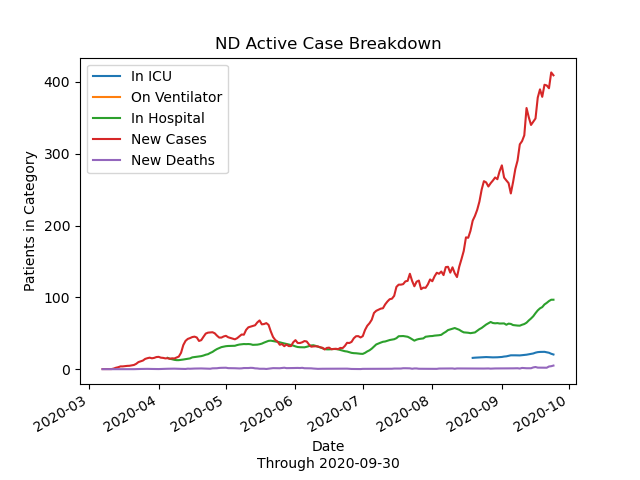 ND Active Case Breakdown
In ICU
On Ventilator
In Hospital
New Cases
New Deaths
Patients in Category
400
300
200
100
0
2020-03
2020-04
2020-05
2020-06
2020-07
2020-08
2020-09
2020-10
Date
Through 2020-09-30